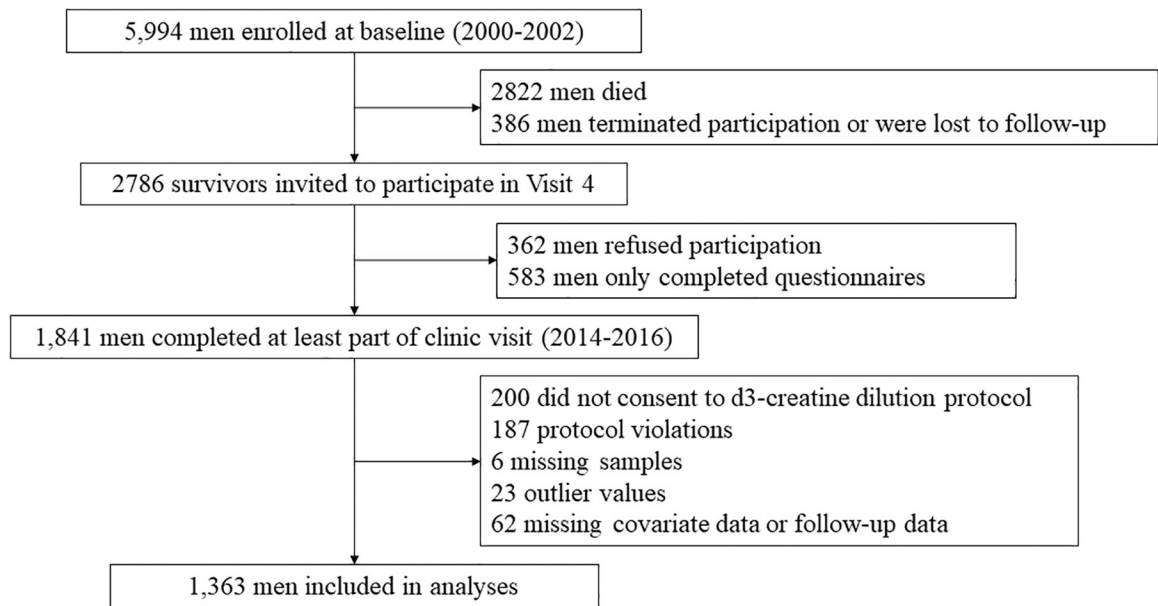 5,994 men enrolled at baseline (2000-2002)
2822 men died
386 men terminated participation or were lost to follow-up
2786 survivors invited to participate in Visit 4
362 men refused participation
583 men only completed questionnaires
1,841 men completed at least part of clinic visit (2014-2016)
200 did not consent to d3-creatine dilution protocol
187 protocol violations
6 missing samples
23 outlier values
62 missing covariate data or follow-up data
1,363 men included in analyses